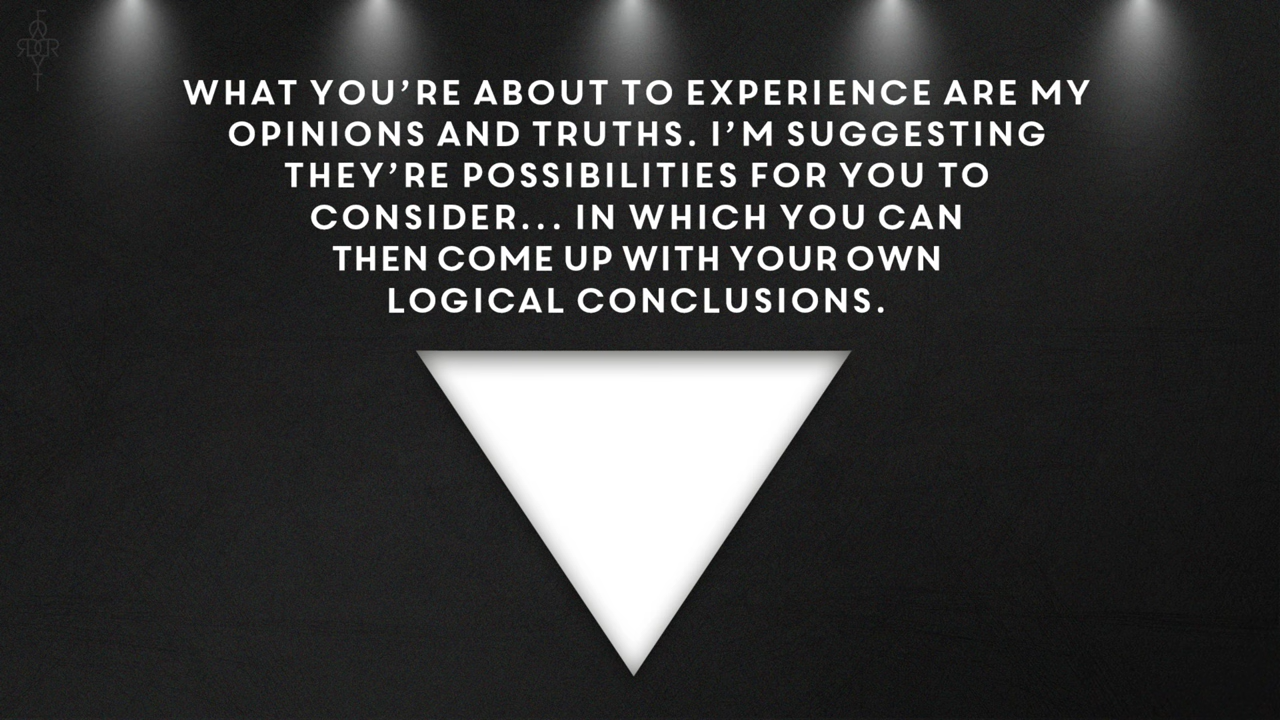 WHAT YOU'RE ABOUT TO EXPERIENCE ARE MY
OPINIONS AND TRUTHS. I'M SUGGESTING
THEY'RE POSSIBILITIES FOR YOU TO
CONSIDER... IN WHICH YOU CAN
THEN COME UP WITH YOUR OWN
LOGICAL CONCLUSIONS.